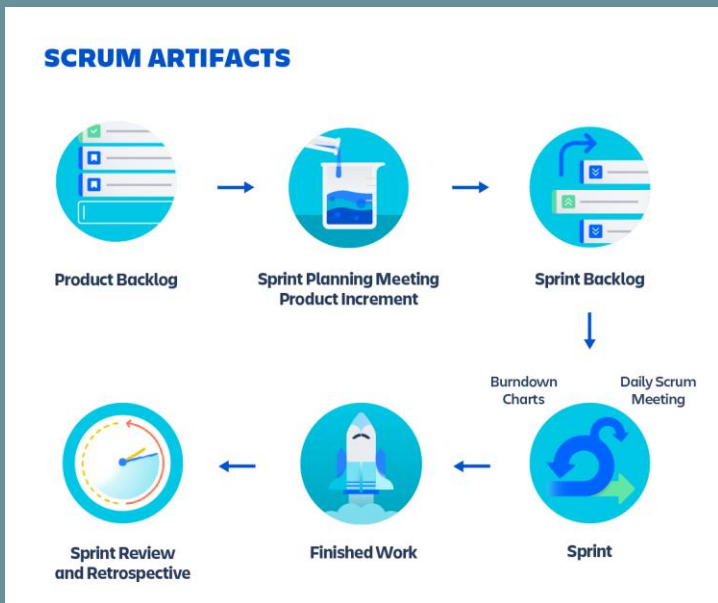 SCRUM ARTIFACTS
Product Backlog
Sprint Planning Meeting
Product Increment
Sprint Backlog
Burndown
Charts
Daily Scrum
Meeting
Sprint Review
and Retrospective
Finished Work
Sprint